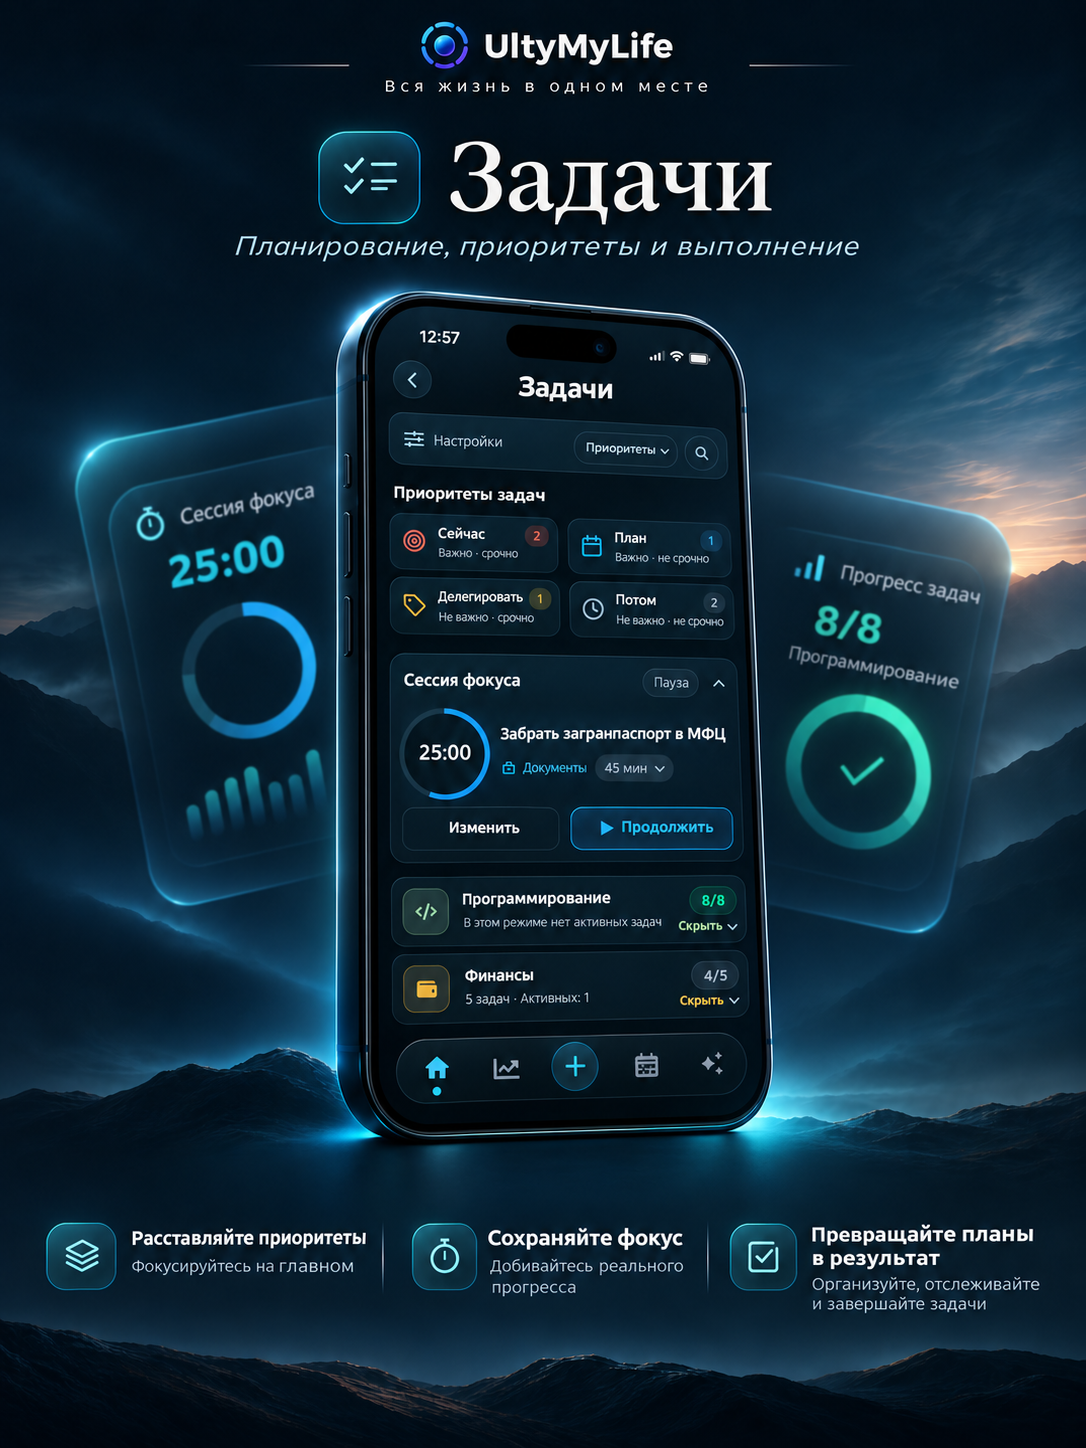 UltyMyLife
Вся жизнь в одном месте
Задачи
Планирование, приоритеты и выполнение
12:57
Задачи
Настройки
Приоритеты
Приоритеты задач
Сейчас
2
Важно · срочно
План
1
Важно · не срочно
Делегировать
1
Не важно · срочно
Потом
2
Не важно · не срочно
Сессия фокуса
Пауза
25:00
Забрать загранпаспорт в МФЦ
Документы
45 мин
Изменить
Продолжить
Программирование
8/8
В этом режиме нет активных задач
Скрыть
Финансы
4/5
5 задач · Активных: 1
Скрыть
Сессия фокуса
25:00
Прогресс задач
8/8
Программирование
Расставляйте приоритеты
Фокусируйтесь на главном
Сохраняйте фокус
Добивайтесь реального
прогресса
Превращайте планы
в результат
Организуйте, отслеживайте
и завершайте задачи